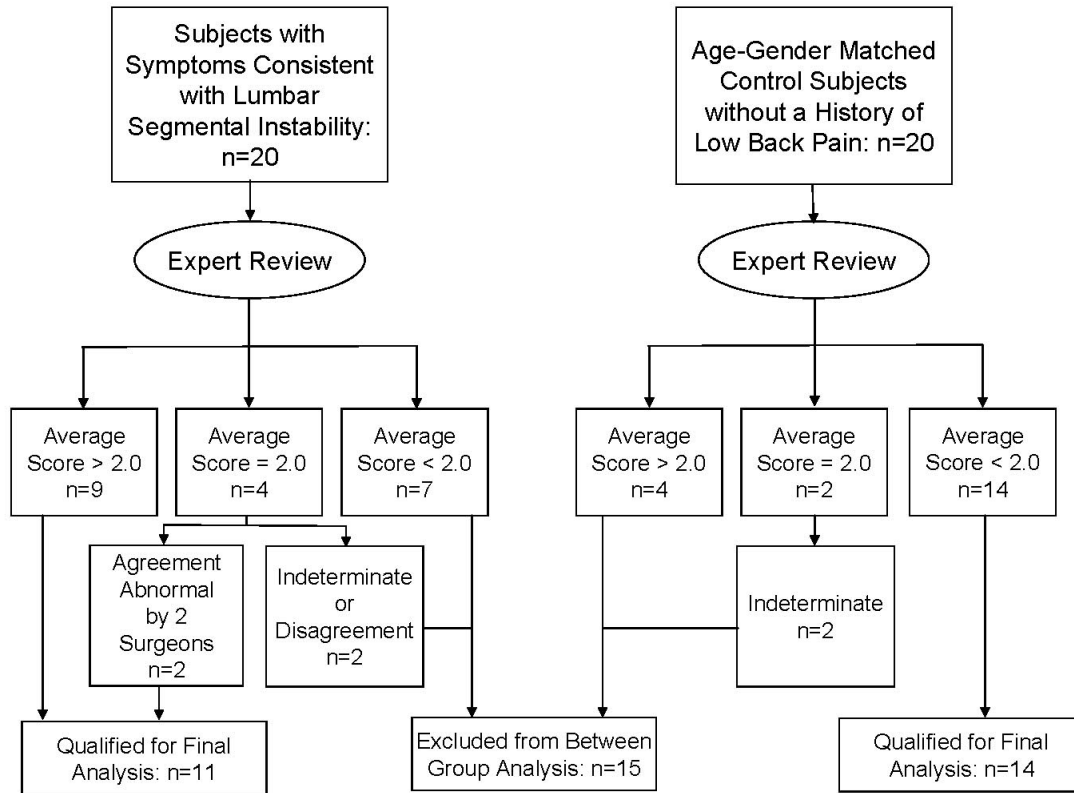 Subjects with
Symptoms Consistent
with Lumbar
Segmental Instability:
n=20
Age-Gender Matched
Control Subjects
without a History of
Low Back Pain: n=20
Expert Review
Expert Review
Average
Score > 2.0
n=9
Average
Score = 2.0
n=4
Average
Score < 2.0
n=7
Average
Score > 2.0
n=4
Average
Score = 2.0
n=2
Average
Score < 2.0
n=14
Agreement
Abnormal
by 2
Surgeons
n=2
Indeterminate
or
Disagreement
n=2
Indeterminate
n=2
Qualified for Final
Analysis: n=11
Excluded from Between
Group Analysis: n=15
Qualified for Final
Analysis: n=14